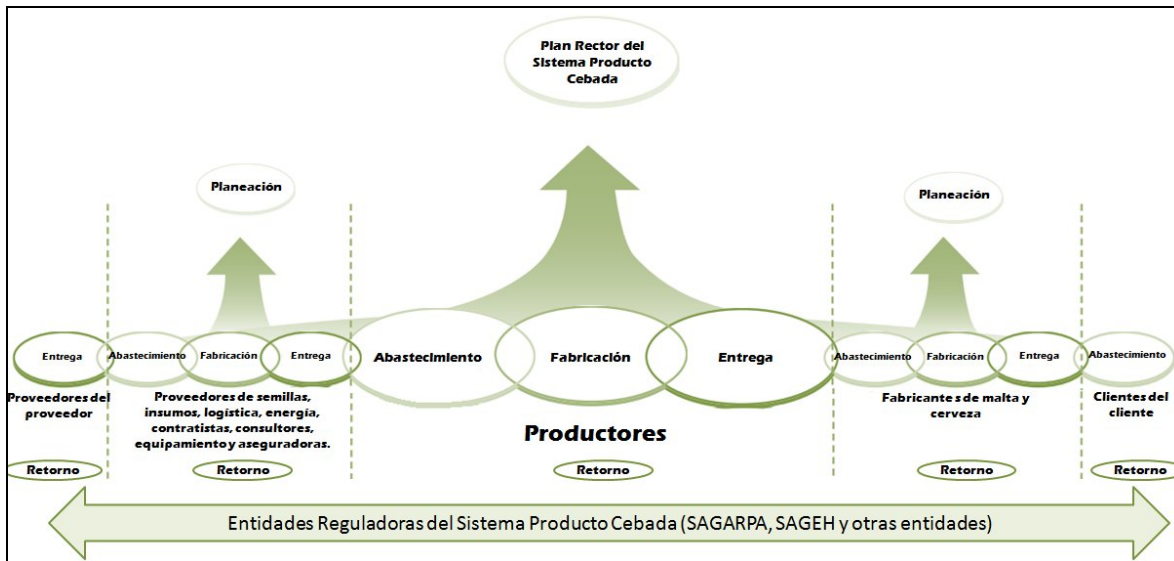 Plan Rector del
Sistema Producto
Cebada
Planeación
Planeación
Entrega
Abastecimiento
Fabricación
Entrega
Abastecimiento
Fabricación
Entrega
Abastecimiento
Fabricación
Entrega
Abastecimiento
Proveedores del
proveedor
Proveedores de semillas,
insumos, logística, energía,
contratistas, consultores,
equipamiento y aseguradoras.
Productores
Fabricantes de malta y
cerveza
Clientes del
cliente
Retorno
Retorno
Retorno
Retorno
Retorno
Entidades Reguladoras del Sistema Producto Cebada (SAGARPA, SAGEH y otras entidades)